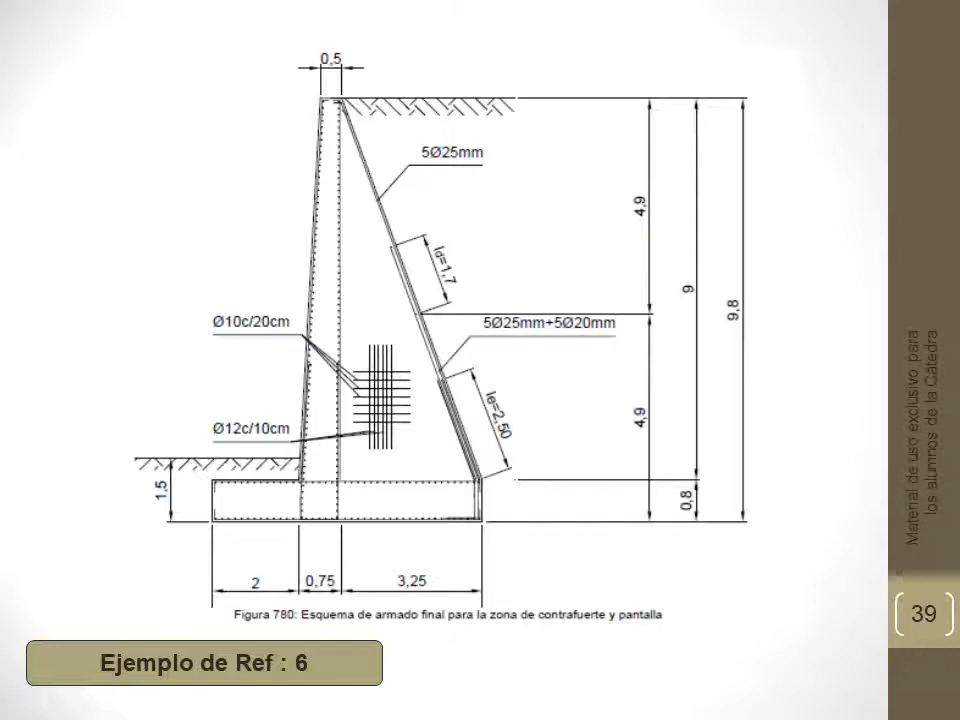 0,5
5Ø25mm
4,9
ld=1,7
9
9,8
Ø10c/20cm
5Ø25mm+5Ø20mm
le=2,50
4,9
Ø12c/10cm
1,5
0,8
2
0,75
3,25
Figura 780: Esquema de armado final para la zona de contrafuerte y pantalla
Ejemplo de Ref : 6
Material de uso exclusivo para
los alumnos de la Cátedra
39